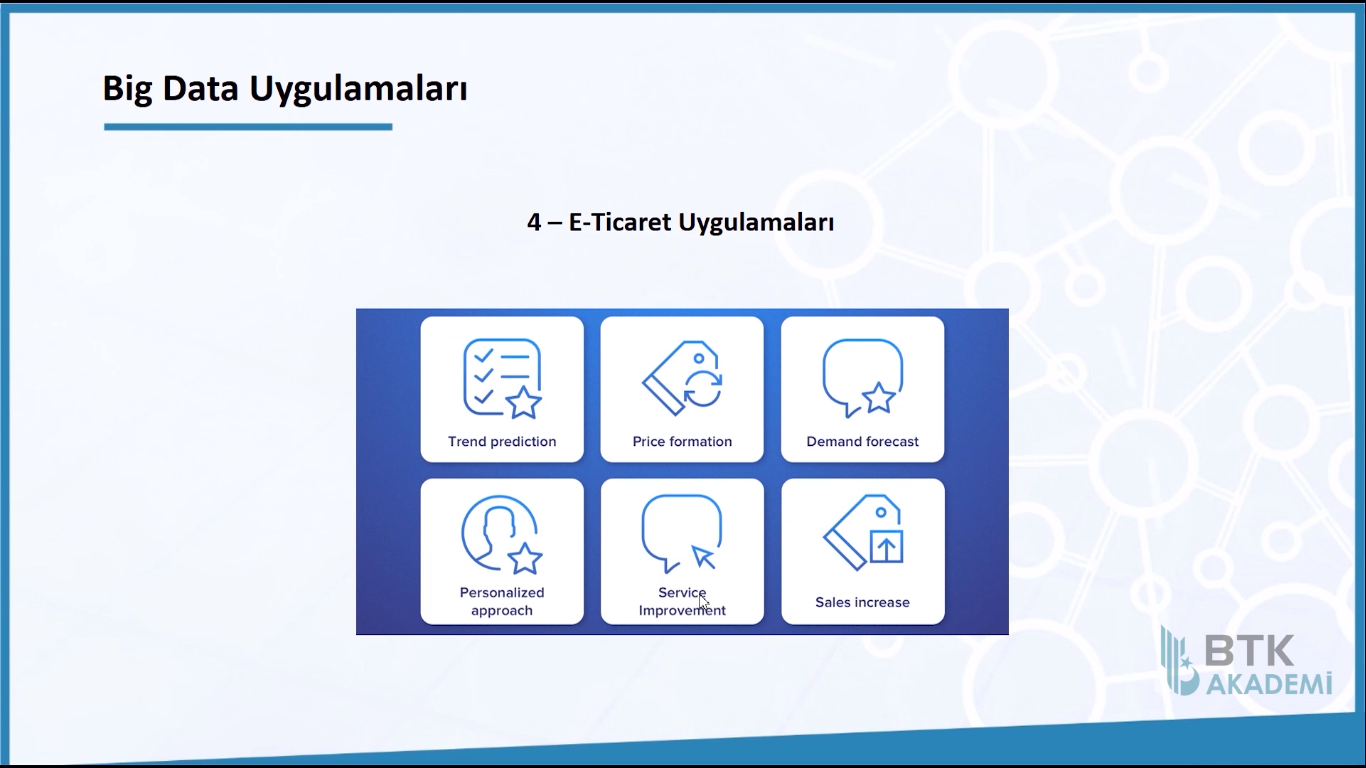 Big Data Uygulamaları
4 – E-Ticaret Uygulamaları
Trend prediction
Price formation
Demand forecast
Personalized
approach
Service
Improvement
Sales increase
BTK
AKADEMİ